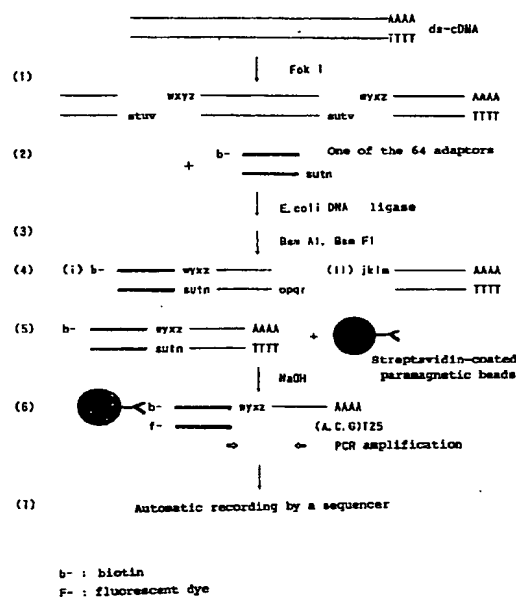 AAAA
TTTT
ds-cDNA
Fok I
(1)
wxyz wyxz AAAA
stuv sutv TTTT
(2) b- One of the 64 adaptors
+ sutn
E.coli DNA ligase
(3)
Bsm A1, Bsm F1
(4) (i) b- wyxz (ii) jklm AAAA
sutn opqr TTTT
(5) b- wyxz AAAA +
sutn TTTT
Streptavidin-coated
paramagnetic beads
NaOH
(6) b- wyxz AAAA
f- (A,C,G)T25
PCR amplification
(7) Automatic recording by a sequencer
b- : biotin
F- : fluorescent dye